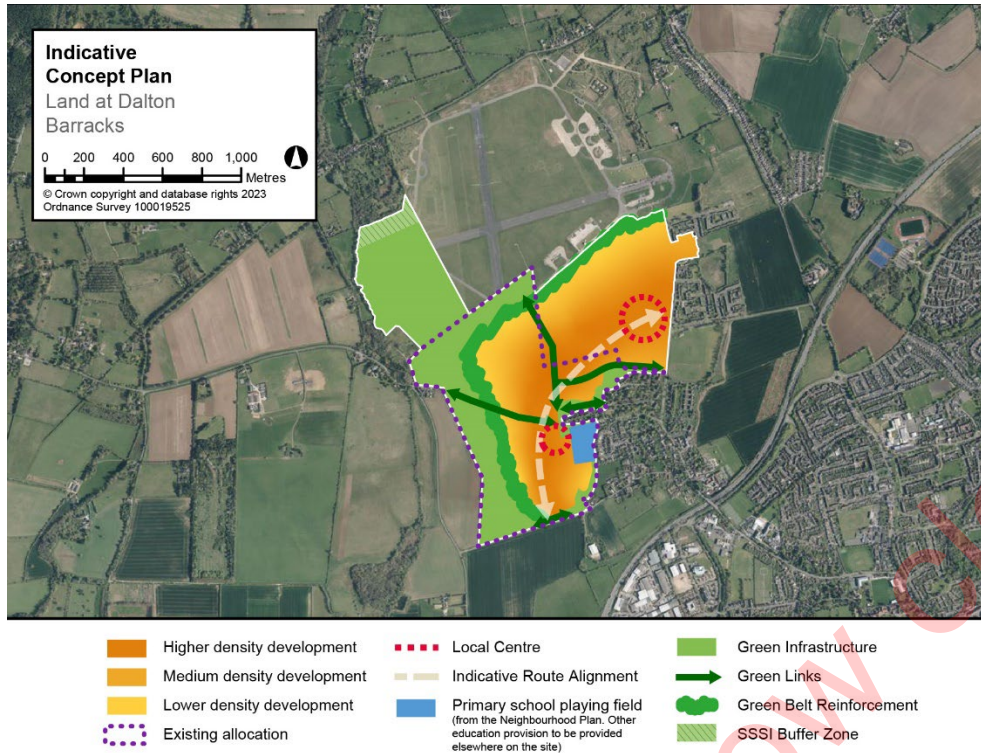 Indicative
Concept Plan
Land at Dalton
Barracks
0 200 400 600 800 1,000
Metres
© Crown copyright and database rights 2023
Ordnance Survey 100019525
Higher density development
Medium density development
Lower density development
Existing allocation
Local Centre
Indicative Route Alignment
Primary school playing field
(from the Neighbourhood Plan. Other
education provision to be provided
elsewhere on the site)
Green Infrastructure
Green Links
Green Belt Reinforcement
SSSI Buffer Zone